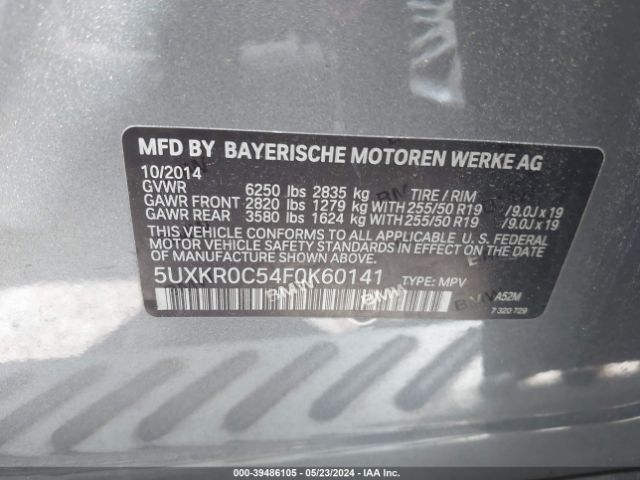 MFD BY BAYERISCHE MOTOREN WERKE AG
10/2014
GVWR 6250 lbs 2835 kg TIRE / RIM
GAWR FRONT 2820 lbs 1279 kg WITH 255/50 R19 /9.0J x 19
GAWR REAR 3580 lbs 1624 kg WITH 255/50 R19 /9.0J x 19
THIS VEHICLE CONFORMS TO ALL APPLICABLE U.S. FEDERAL
MOTOR VEHICLE SAFETY STANDARDS IN EFFECT ON THE DATE
OF MANUFACTURE SHOWN ABOVE.
5UXKR0C54F0K60141 TYPE: MPV
A52M
7 320 729
BMW BMW BMW
000-39486105 - 05/23/2024 - IAA Inc.